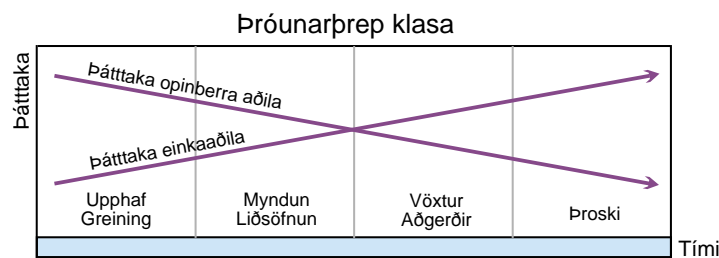 Þróunarþrep klasa
Þátttaka
Þátttaka opinberra aðila
Þátttaka einkaaðila
Upphaf
Greining
Myndun
Liðsöfnun
Vöxtur
Aðgerðir
Þroski
Tími